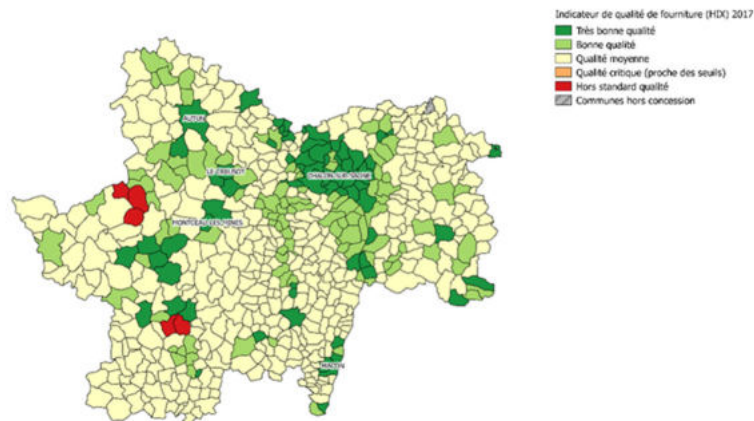 Indicateur de qualité de fourniture (HIX) 2017
Très bonne qualité
Bonne qualité
Qualité moyenne
Qualité critique (proche des seuils)
Hors standard qualité
Communes hors concession
AUTUN
LE CREUSOT
CHALON-SUR-SAONE
MONTCEAU-LES-MINES
MACON